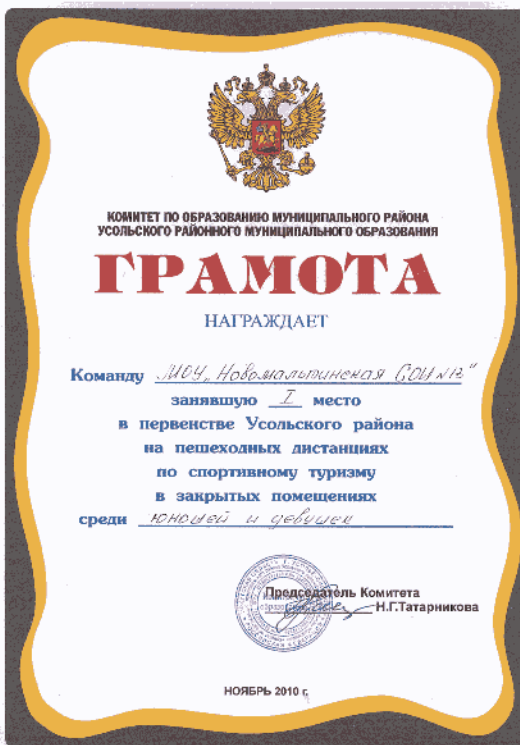 КОМИТЕТ ПО ОБРАЗОВАНИЮ МУНИЦИПАЛЬНОГО РАЙОНА
УСОЛЬСКОГО РАЙОННОГО МУНИЦИПАЛЬНОГО ОБРАЗОВАНИЯ
ГРАМОТА
НАГРАЖДАЕТ
Команду МОУ „Новомальтинская СОШ №12"
занявшую I место
в первенстве Усольского района
на пешеходных дистанциях
по спортивному туризму
в закрытых помещениях
среди юношей и девушек
Председатель Комитета
Н.Г.Татарникова
НОЯБРЬ 2010 г.